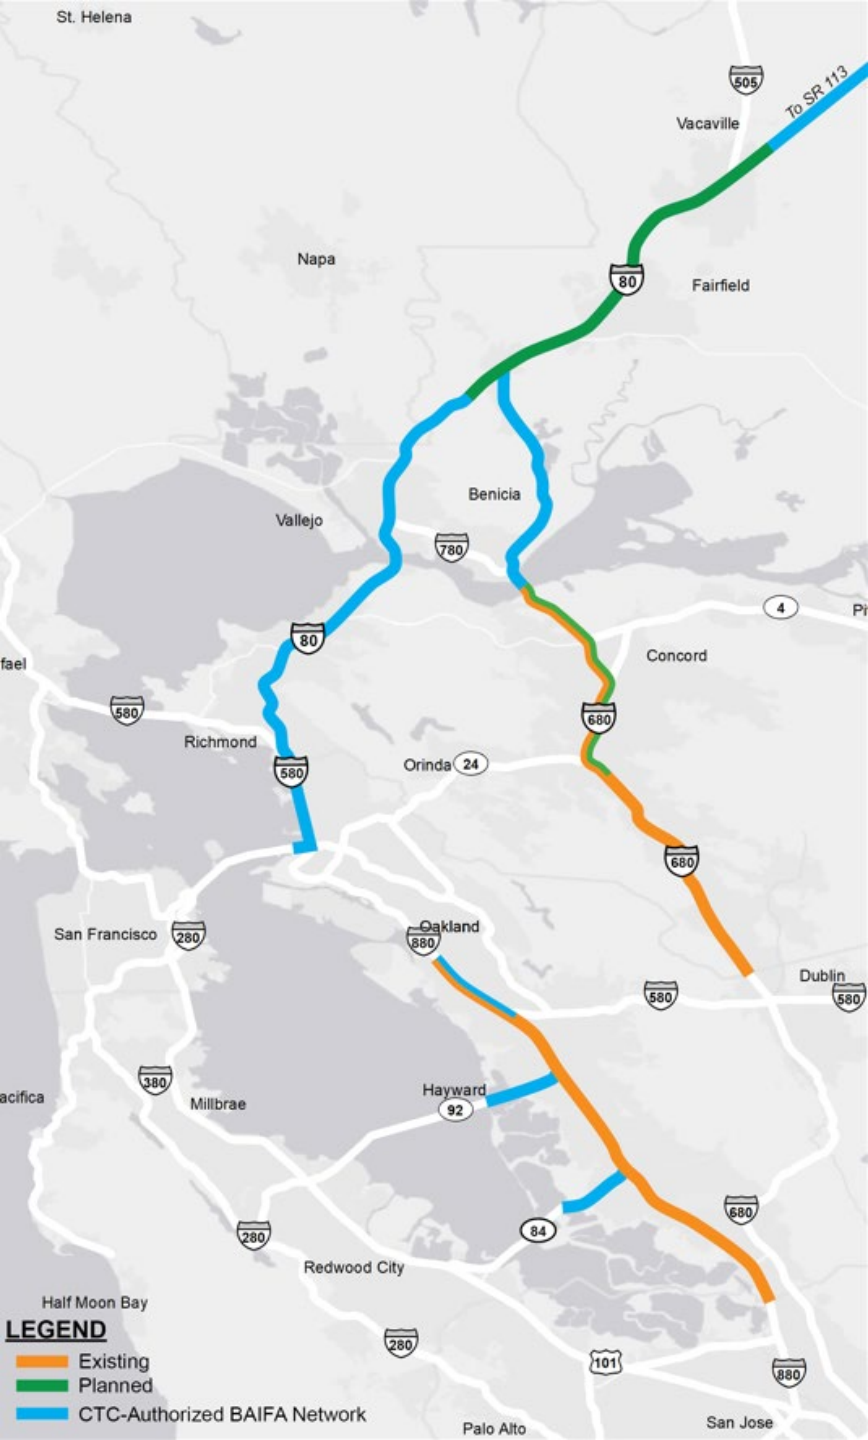 St. Helena
505
To SR 113
Vacaville
Napa
80
Fairfield
Benicia
Vallejo
780
4
Pi
80
fael
Concord
580
680
Richmond
580
Orinda
24
680
Oakland
San Francisco
280
880
Dublin
580
580
380
Hayward
acifica
Millbrae
92
680
84
280
Redwood City
Half Moon Bay
LEGEND
280
Existing
101
Planned
880
CTC-Authorized BAIFA Network
Palo Alto
San Jose